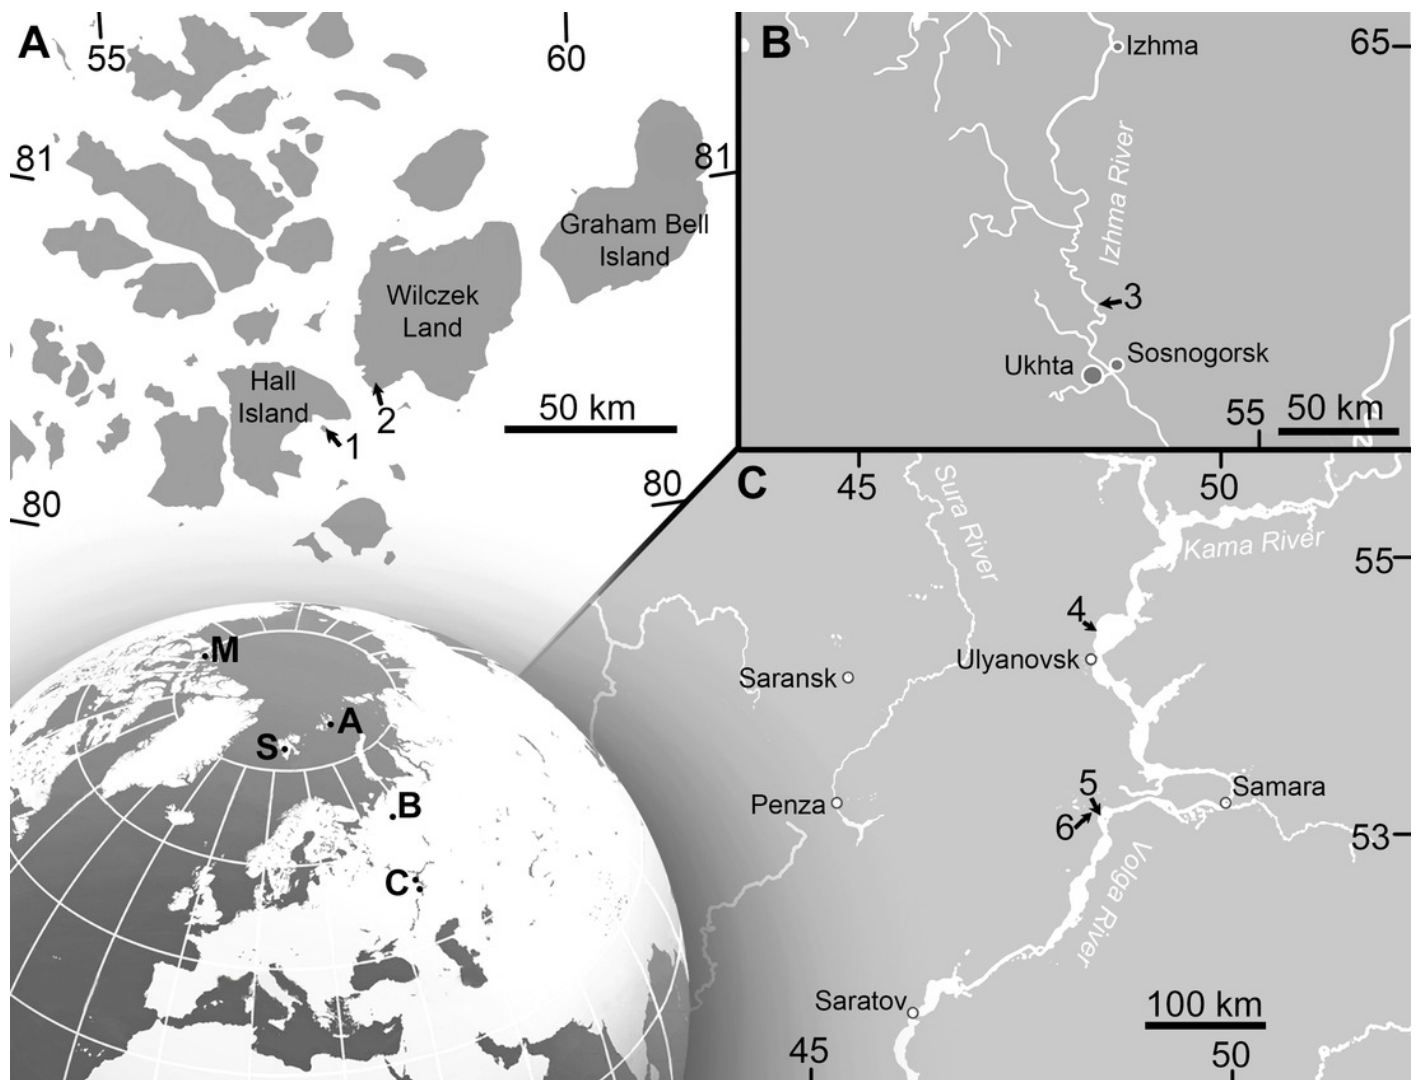 A
55
60
81
81
Graham Bell
Island
Wilczek
Land
Hall
Island
50 km
1
2
80
80
B
Izhma
65
Izhma River
3
Sosnogorsk
Ukhta
55
50 km
C
45
50
Sura River
Kama River
55
4
Ulyanovsk
Saransk
5
Samara
Penza
6
53
Volga River
Saratov
100 km
45
50
M
A
S
B
C